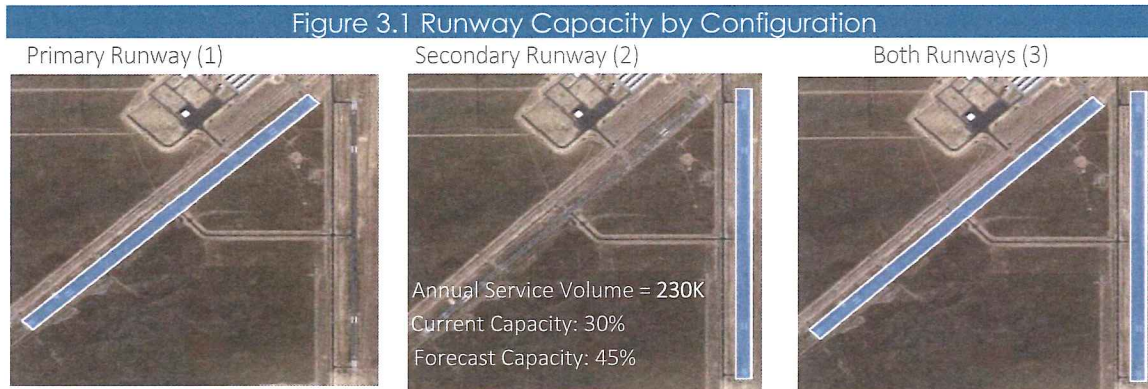 Figure 3.1 Runway Capacity by Configuration
Primary Runway (1)
Secondary Runway (2)
Both Runways (3)
Annual Service Volume = 230K
Current Capacity: 30%
Forecast Capacity: 45%